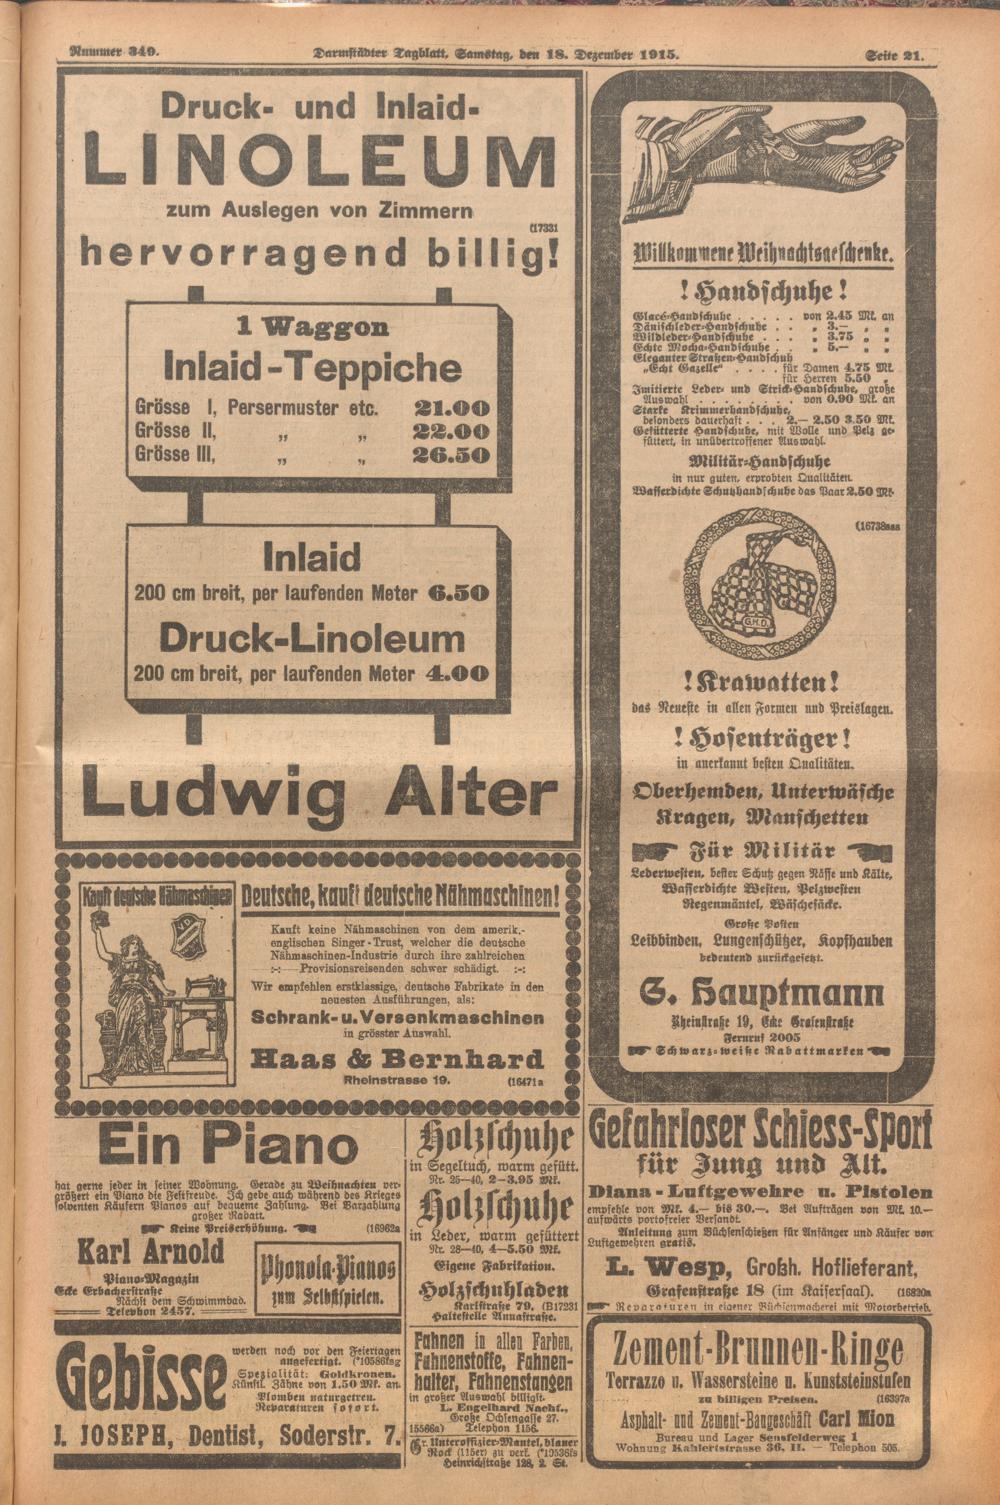 Nummer 349.
Darmstädter Tagblatt, Samstag, den 18. Dezember 1915.
Seite 21.
Druck- und Inlaid-
LINOLEUM
zum Auslegen von Zimmern
(17331
hervorragend billig!
1 Waggon
Inlaid-Teppiche
Grösse I, Persermuster etc. 21.00
Grösse II, „ „ 22.00
Grösse III, „ „ 26.50
Inlaid
200 cm breit, per laufenden Meter 6.50
Druck-Linoleum
200 cm breit, per laufenden Meter 4.00
Ludwig Alter
Kauft deutsche Nähmaschinen
V.D.
Deutsche, kauft deutsche Nähmaschinen!
Kauft keine Nähmaschinen von dem amerik.-
englischen Singer-Trust, welcher die deutsche
Nähmaschinen-Industrie durch ihre zahlreichen
:-: Provisionsreisenden schwer schädigt. :-:
Wir empfehlen erstklassige, deutsche Fabrikate in den
neuesten Ausführungen, als:
Schrank- u. Versenkmaschinen
in grösster Auswahl.
Haas & Bernhard
Rheinstrasse 19. (16471a
Willkommene Weihnachtsgeschenke.
! Handschuhe !
Glacé-Handschuhe . . . . . von 2.45 Mk. an
Dänischleder-Handschuhe . . „ 3.— „ „
Wildleder-Handschuhe . . . „ 3.75 „ „
Echte Mocha-Handschuhe . . „ 5.— „ „
Eleganter Straßen-Handschuh
„Echt Gazelle“ . . . . für Damen 4.75 Mk.
für Herren 5.50 „
Imitierte Leder- und Strick-Handschuhe, große
Auswahl . . . . . . . . von 0.90 Mk. an
Starke Krimmerhandschuhe,
besonders dauerhaft . . . 2.— 2.50 3.50 Mk.
Gefütterte Handschuhe, mit Wolle und Pelz ge-
füttert, in unübertroffener Auswahl.
Militär-Handschuhe
in nur guten, erprobten Qualitäten.
Wasserdichte Schutzhandschuhe das Paar 2.50 Mk.
(16738saa
G.H.D.
! Krawatten !
das Neueste in allen Formen und Preislagen.
! Hosenträger !
in anerkannt besten Qualitäten.
Oberhemden, Unterwäsche
Kragen, Manschetten
Für Militär
Lederwesten, bester Schutz gegen Nässe und Kälte,
Wasserdichte Westen, Pelzwesten
Regenmäntel, Wäschesäcke.
Große Posten
Leibbinden, Lungenschützer, Kopfhauben
bedeutend zurückgesetzt.
G. Hauptmann
Rheinstraße 19, Ecke Grafenstraße
Fernruf 2005
Schwarz-weiße Rabattmarken
Ein Piano
hat gerne jeder in seiner Wohnung. Gerade zu Weihnachten ver-
größert ein Piano die Festfreude. Ich gebe auch während des Krieges
solventen Käufern Pianos auf bequeme Zahlung. Bei Barzahlung
großer Rabatt.
Keine Preiserhöhung. (16962a
Karl Arnold
Piano-Magazin
Ecke Erbacherstraße
Nächst dem Schwimmbad.
Telephon 2457.
Phonola-Pianos
zum Selbstspielen.
Gebisse
werden noch vor den Feiertagen
angefertigt. (*10586fsg
Spezialität: Goldkronen.
Künstl. Zähne von 1.50 Mk. an.
Plomben naturgetreu.
Reparaturen sofort.
J. JOSEPH, Dentist, Soderstr. 7.
Holzschuhe
in Segeltuch, warm gefütt.
Nr. 25—40, 2—3.95 Mk.
Holzschuhe
in Leder, warm gefüttert
Nr. 28—40, 4—5.50 Mk.
Eigene Fabrikation.
Holzschuhladen
Karlstraße 79, (B17231
Haltestelle Annastraße.
Fahnen in allen Farben,
Fahnenstoffe, Fahnen-
halter, Fahnenstangen
in großer Auswahl billigst.
L. Engelhard Nachf.,
Große Ochsengasse 27.
15566a) Telephon 1156.
Gr. Unteroffizier-Mantel, blauer
Rock (115er) zu verk. (*19536fs
Heinrichstraße 128, 2. St.
Gefahrloser Schiess-Sport
für Jung und Alt.
Diana-Luftgewehre u. Pistolen
empfehle von Mk. 4.— bis 30.—. Bei Aufträgen von Mk. 10.—
aufwärts portofreier Versandt.
Anleitung zum Büchsenschießen für Anfänger und Käufer von
Luftgewehren gratis.
L. Wesp, Großh. Hoflieferant,
Grafenstraße 18 (im Kaisersaal). (16820a
Reparaturen in eigener Büchsenmacherei mit Motorbetrieb.
Zement-Brunnen-Ringe
Terrazzo u. Wassersteine u. Kunststeinstufen
zu billigen Preisen. (16397a
Asphalt- und Zement-Baugeschäft Carl Mion
Bureau und Lager Sensfelderweg 1
Wohnung Kahlertstrasse 36, II. — Telephon 505.